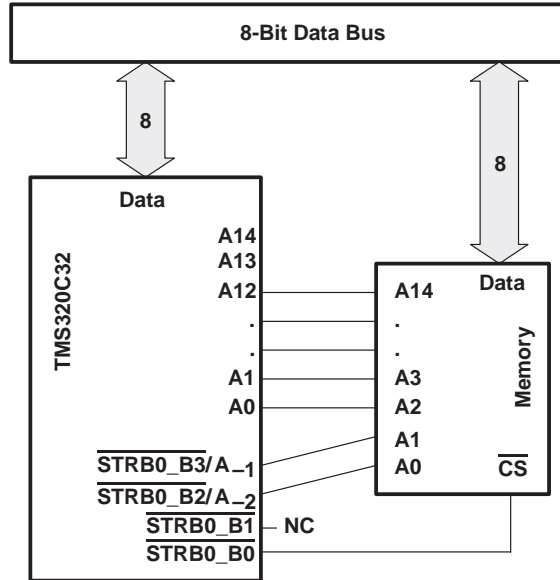 8-Bit Data Bus
8
8
Data
TMS320C32
A14
A13
A12
.
.
A1
A0
STRB0_B3/A–1
STRB0_B2/A–2
STRB0_B1
NC
STRB0_B0
Data
Memory
A14
.
.
A3
A2
A1
A0
CS